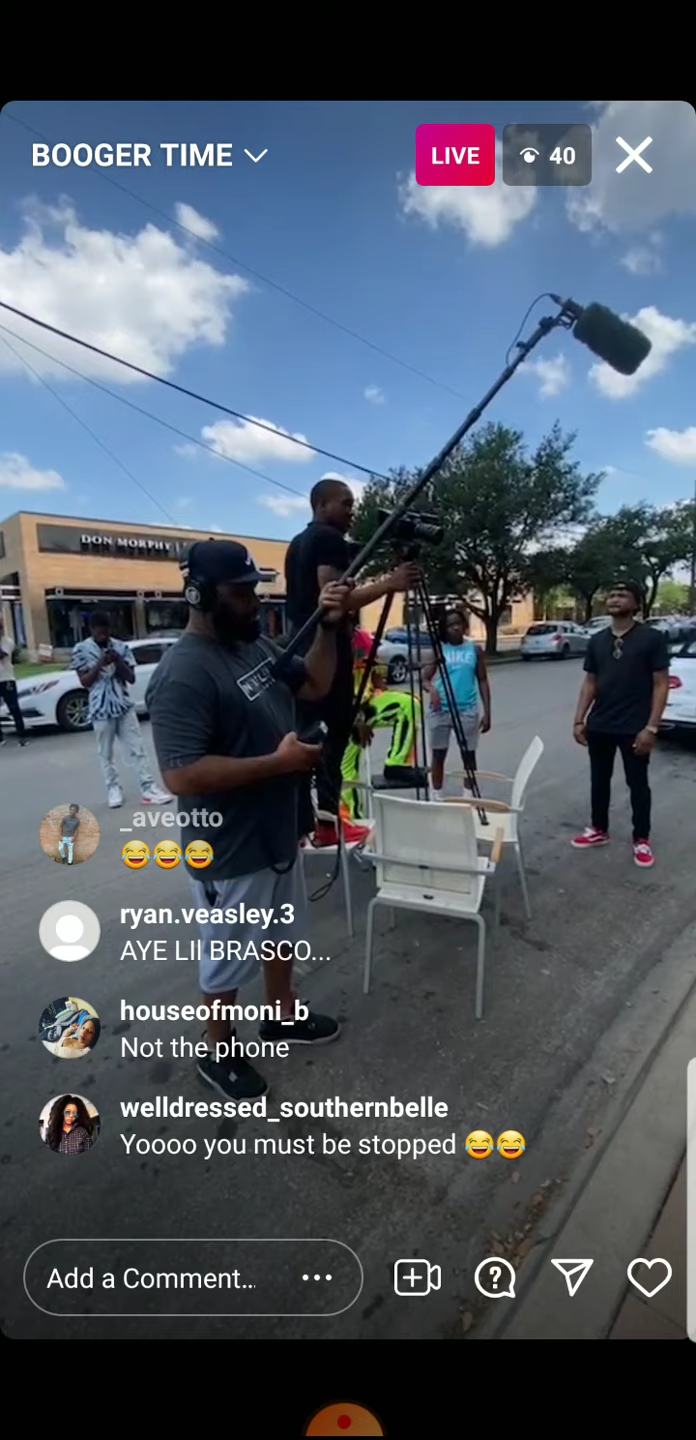 BOOGER TIME
LIVE
40
DON MORPHY
NIKE
_aveotto
😂😂😂
ryan.veasley.3
AYE LIl BRASCO...
houseofmoni_b
Not the phone
welldressed_southernbelle
Yoooo you must be stopped 😂😂
Add a Comment...